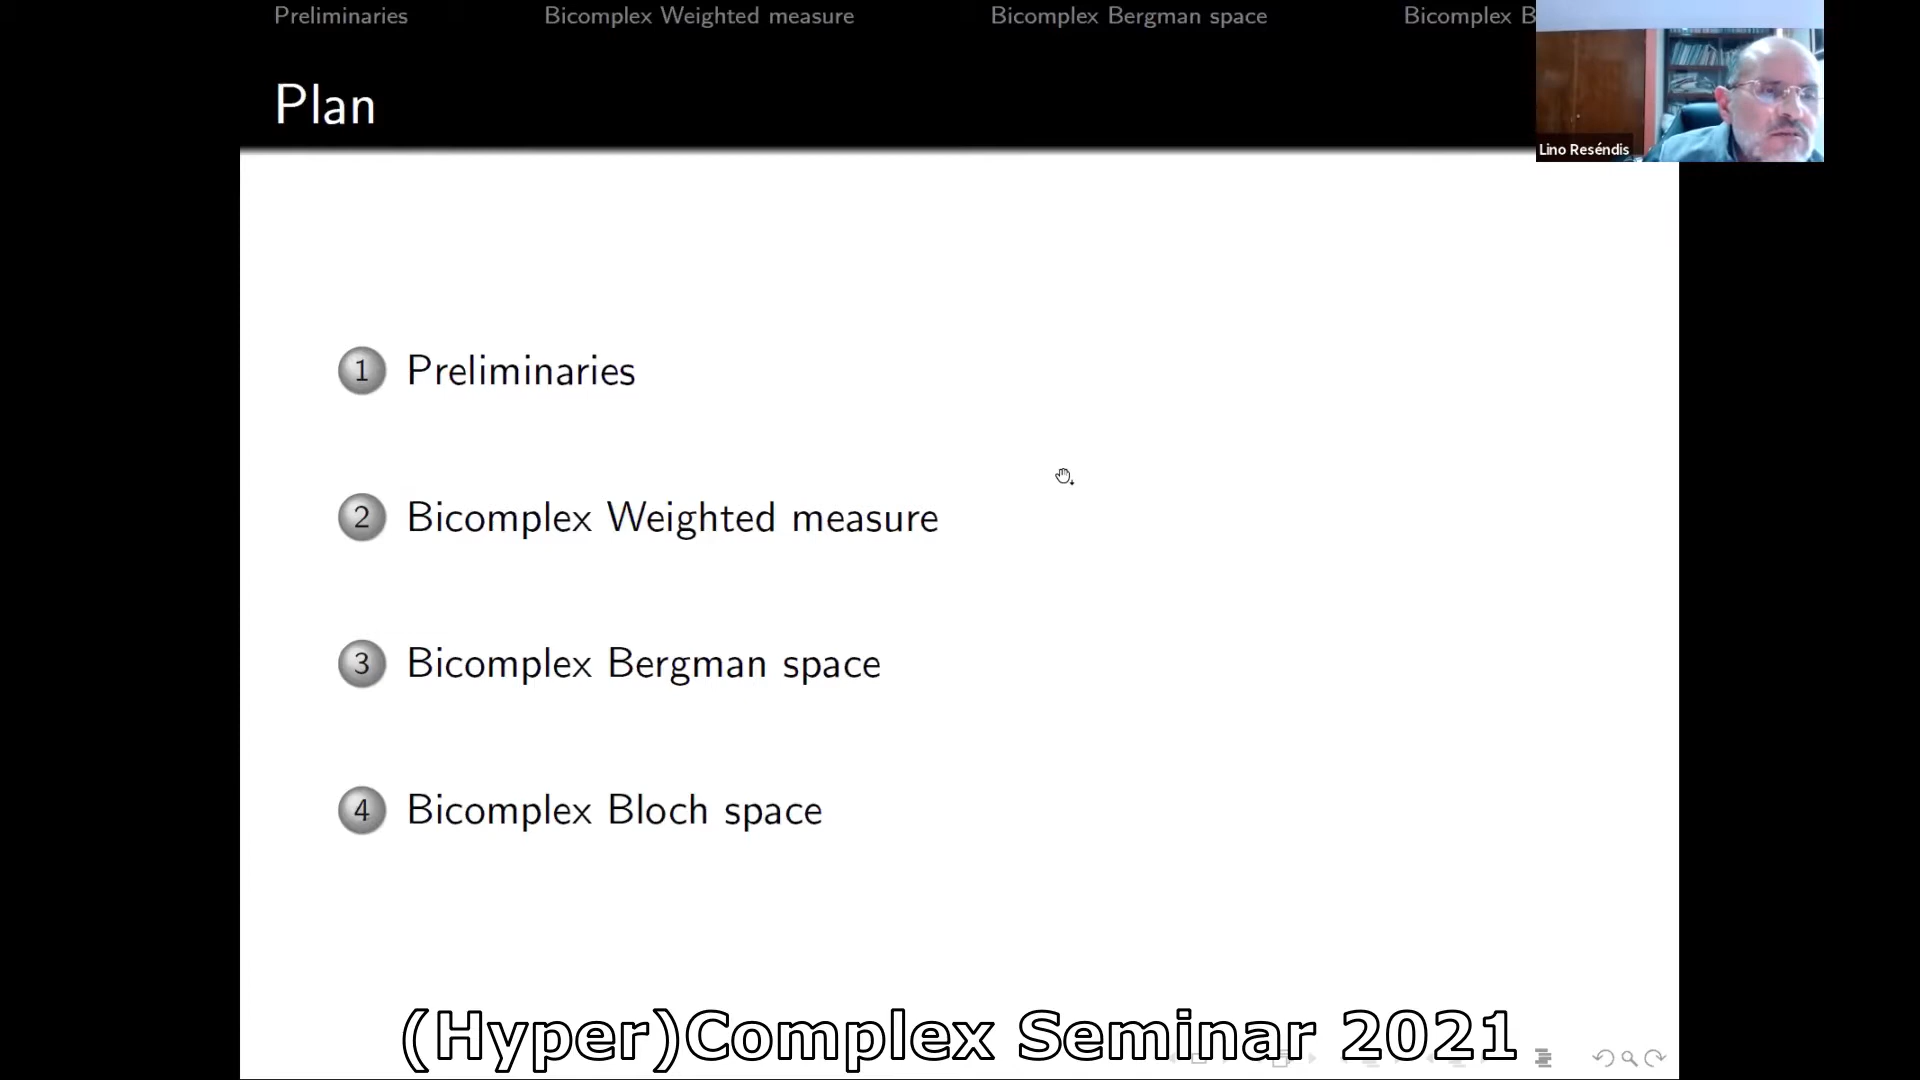 Preliminaries Bicomplex Weighted measure Bicomplex Bergman space Bicomplex
Plan
Lino Reséndis
1 Preliminaries
2 Bicomplex Weighted measure
3 Bicomplex Bergman space
4 Bicomplex Bloch space
(Hyper)Complex Seminar 2021